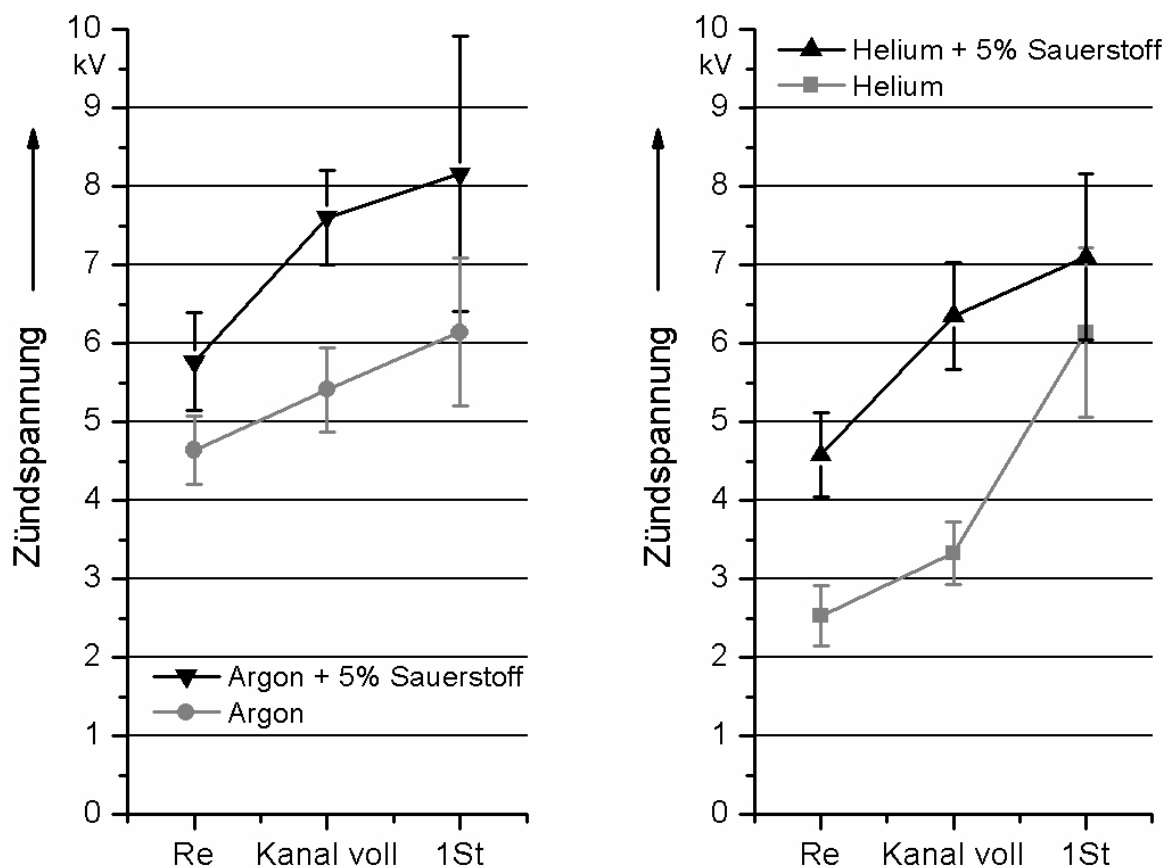 10
kV
9
8
7
6
5
4
3
2
1
0
Zündspannung
Argon + 5% Sauerstoff
Argon
Re Kanal voll 1St
10
kV
9
8
7
6
5
4
3
2
1
0
Zündspannung
Helium + 5% Sauerstoff
Helium
Re Kanal voll 1St